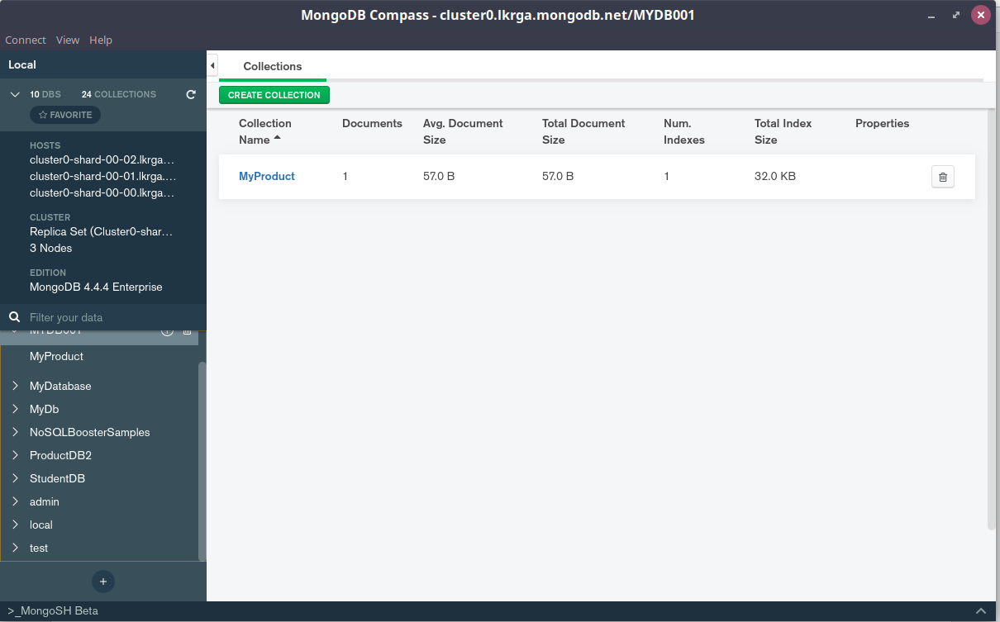 MongoDB Compass - cluster0.lkrga.mongodb.net/MYDB001
Connect View Help
Local
10 DBS 24 COLLECTIONS
FAVORITE
HOSTS
cluster0-shard-00-02.lkrga...
cluster0-shard-00-01.lkrga....
cluster0-shard-00-00.lkrga...
CLUSTER
Replica Set (Cluster0-shar...
3 Nodes
EDITION
MongoDB 4.4.4 Enterprise
Filter your data
MYDB001
MyProduct
MyDatabase
MyDb
NoSQLBoosterSamples
ProductDB2
StudentDB
admin
local
test
+
>_MongoSH Beta
Collections
CREATE COLLECTION
Collection Name Documents Avg. Document Size Total Document Size Num. Indexes Total Index Size Properties
MyProduct 1 57.0 B 57.0 B 1 32.0 KB